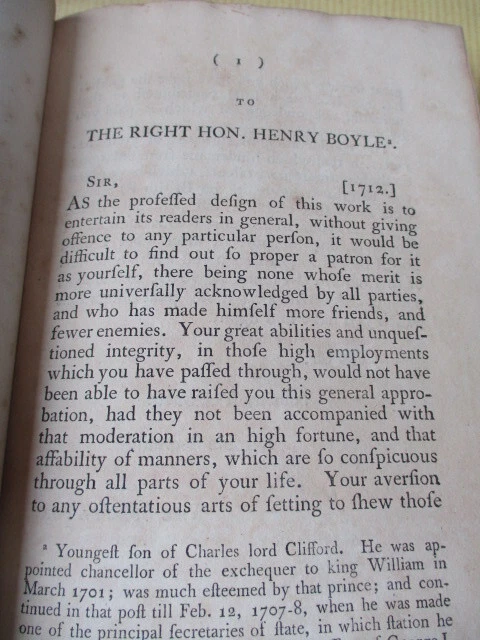 ( 1 )
TO
THE RIGHT HON. HENRY BOYLEª.
SIR, [1712.]
AS the profeſſed deſign of this work is to
entertain its readers in general, without giving
offence to any particular perſon, it would be
difficult to find out ſo proper a patron for it
as yourſelf, there being none whoſe merit is
more univerſally acknowledged by all parties,
and who has made himſelf more friends, and
fewer enemies. Your great abilities and unqueſ-
tioned integrity, in thoſe high employments
which you have paſſed through, would not have
been able to have raiſed you this general appro-
bation, had they not been accompanied with
that moderation in an high fortune, and that
affability of manners, which are ſo conſpicuous
through all parts of your life. Your averſion
to any oſtentatious arts of ſetting to ſhew thoſe
ª Youngeſt ſon of Charles lord Clifford. He was ap-
pointed chancellor of the exchequer to king William in
March 1701; was much eſteemed by that prince; and con-
tinued in that poſt till Feb. 12, 1707-8, when he was made
one of the principal ſecretaries of ſtate, in which ſtation he